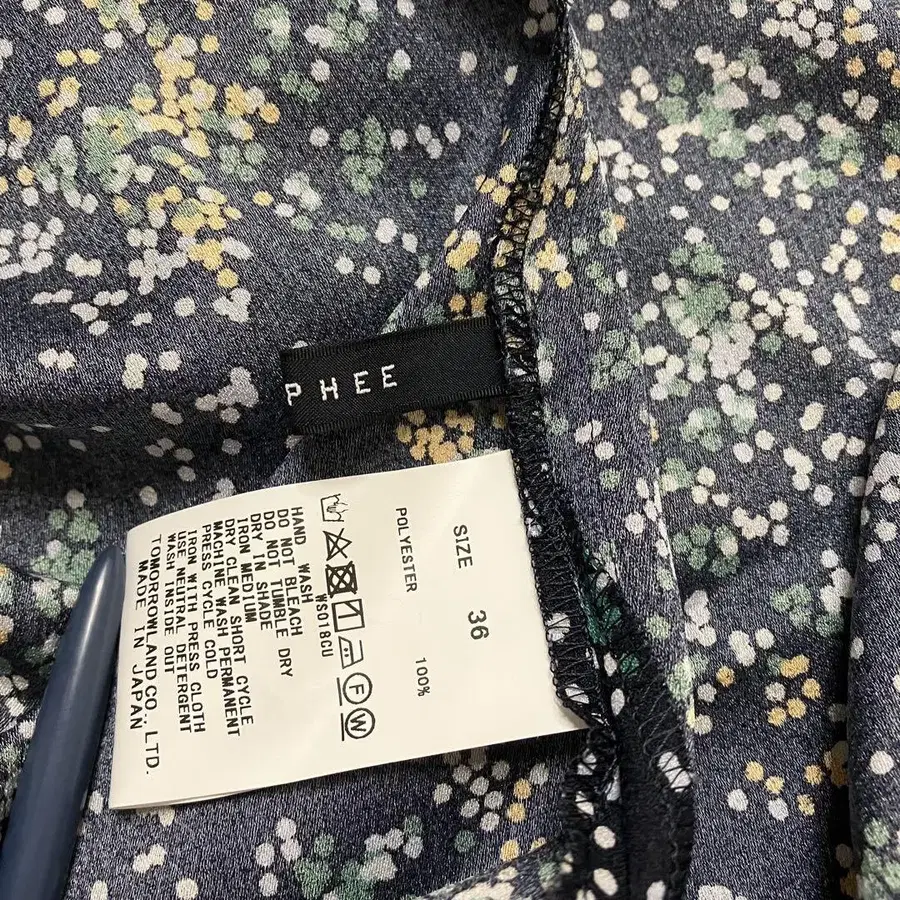 PHEE
SIZE 36
POLYESTER 100%
WS018CU
HAND WASH
DO NOT BLEACH
DO NOT TUMBLE DRY
DRY IN SHADE
IRON MEDIUM
DRY CLEAN SHORT CYCLE
MACHINE WASH PERMANENT
PRESS CYCLE COLD
IRON WITH PRESS CLOTH
USE NEUTRAL DETERGENT
WASH INSIDE OUT
TOMORROWLAND CO., LTD.
MADE IN JAPAN
F
W